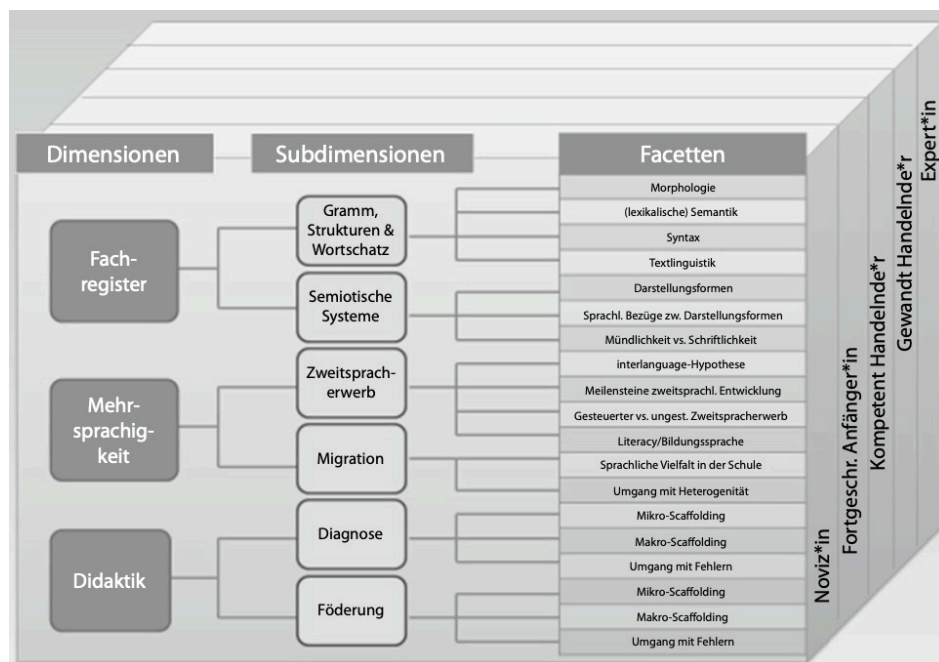 Dimensionen
Subdimensionen
Facetten
Fach-
register
Mehr-
sprachig-
keit
Didaktik
Gramm,
Strukturen &
Wortschatz
Semiotische
Systeme
Zweitsprach-
erwerb
Migration
Diagnose
Föderung
Morphologie
(lexikalische) Semantik
Syntax
Textlinguistik
Darstellungsformen
Sprachl. Bezüge zw. Darstellungsformen
Mündlichkeit vs. Schriftlichkeit
interlanguage-Hypothese
Meilensteine zweitsprachl. Entwicklung
Gesteuerter vs. ungest. Zweitspracherwerb
Literacy/Bildungssprache
Sprachliche Vielfalt in der Schule
Umgang mit Heterogenität
Mikro-Scaffolding
Makro-Scaffolding
Umgang mit Fehlern
Mikro-Scaffolding
Makro-Scaffolding
Umgang mit Fehlern
Noviz*in
Fortgeschr. Anfänger*in
Kompetent Handelnde*r
Gewandt Handelnde*r
Expert*in